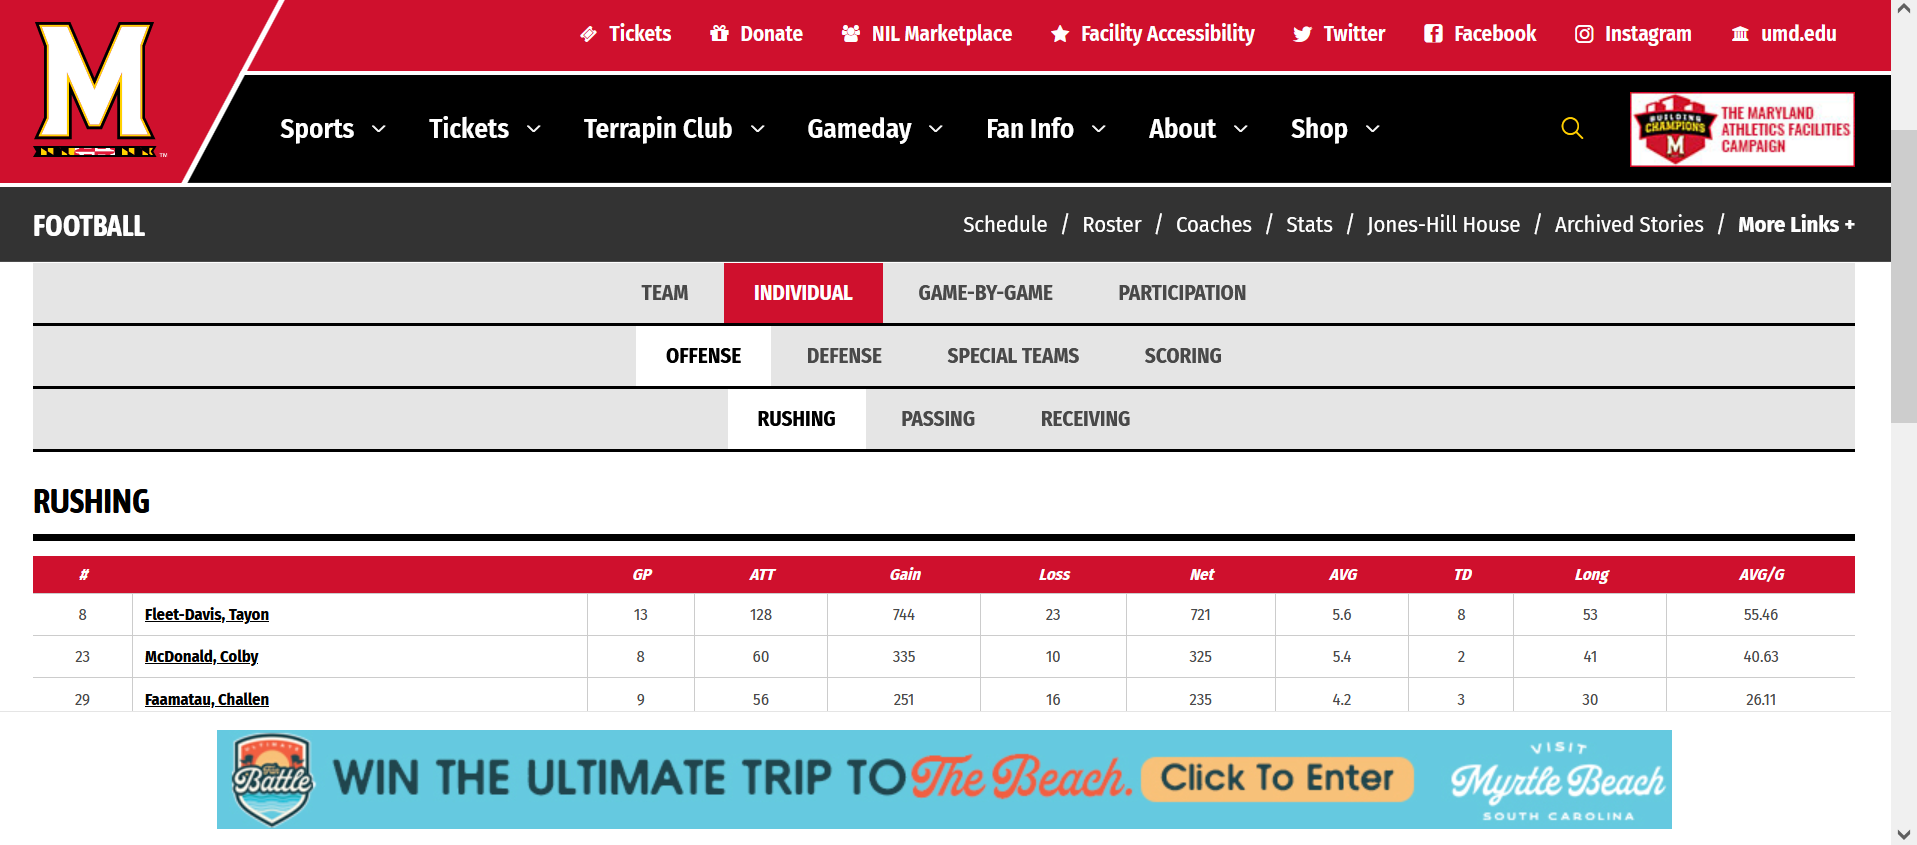 Tickets Donate NIL Marketplace Facility Accessibility Twitter Facebook Instagram umd.edu
M
TM
Sports Tickets Terrapin Club Gameday Fan Info About Shop
BUILDING
CHAMPIONS
M
THE MARYLAND
ATHLETICS FACILITIES
CAMPAIGN
FOOTBALL
Schedule / Roster / Coaches / Stats / Jones-Hill House / Archived Stories / More Links +
TEAM INDIVIDUAL GAME-BY-GAME PARTICIPATION
OFFENSE DEFENSE SPECIAL TEAMS SCORING
RUSHING PASSING RECEIVING
RUSHING
# GP ATT Gain Loss Net AVG TD Long AVG/G
8 Fleet-Davis, Tayon 13 128 744 23 721 5.6 8 53 55.46
23 McDonald, Colby 8 60 335 10 325 5.4 2 41 40.63
29 Faamatau, Challen 9 56 251 16 235 4.2 3 30 26.11
ULTIMATE
Fan
Battle
WIN THE ULTIMATE TRIP TO The Beach. Click To Enter
VISIT
Myrtle Beach
SOUTH CAROLINA